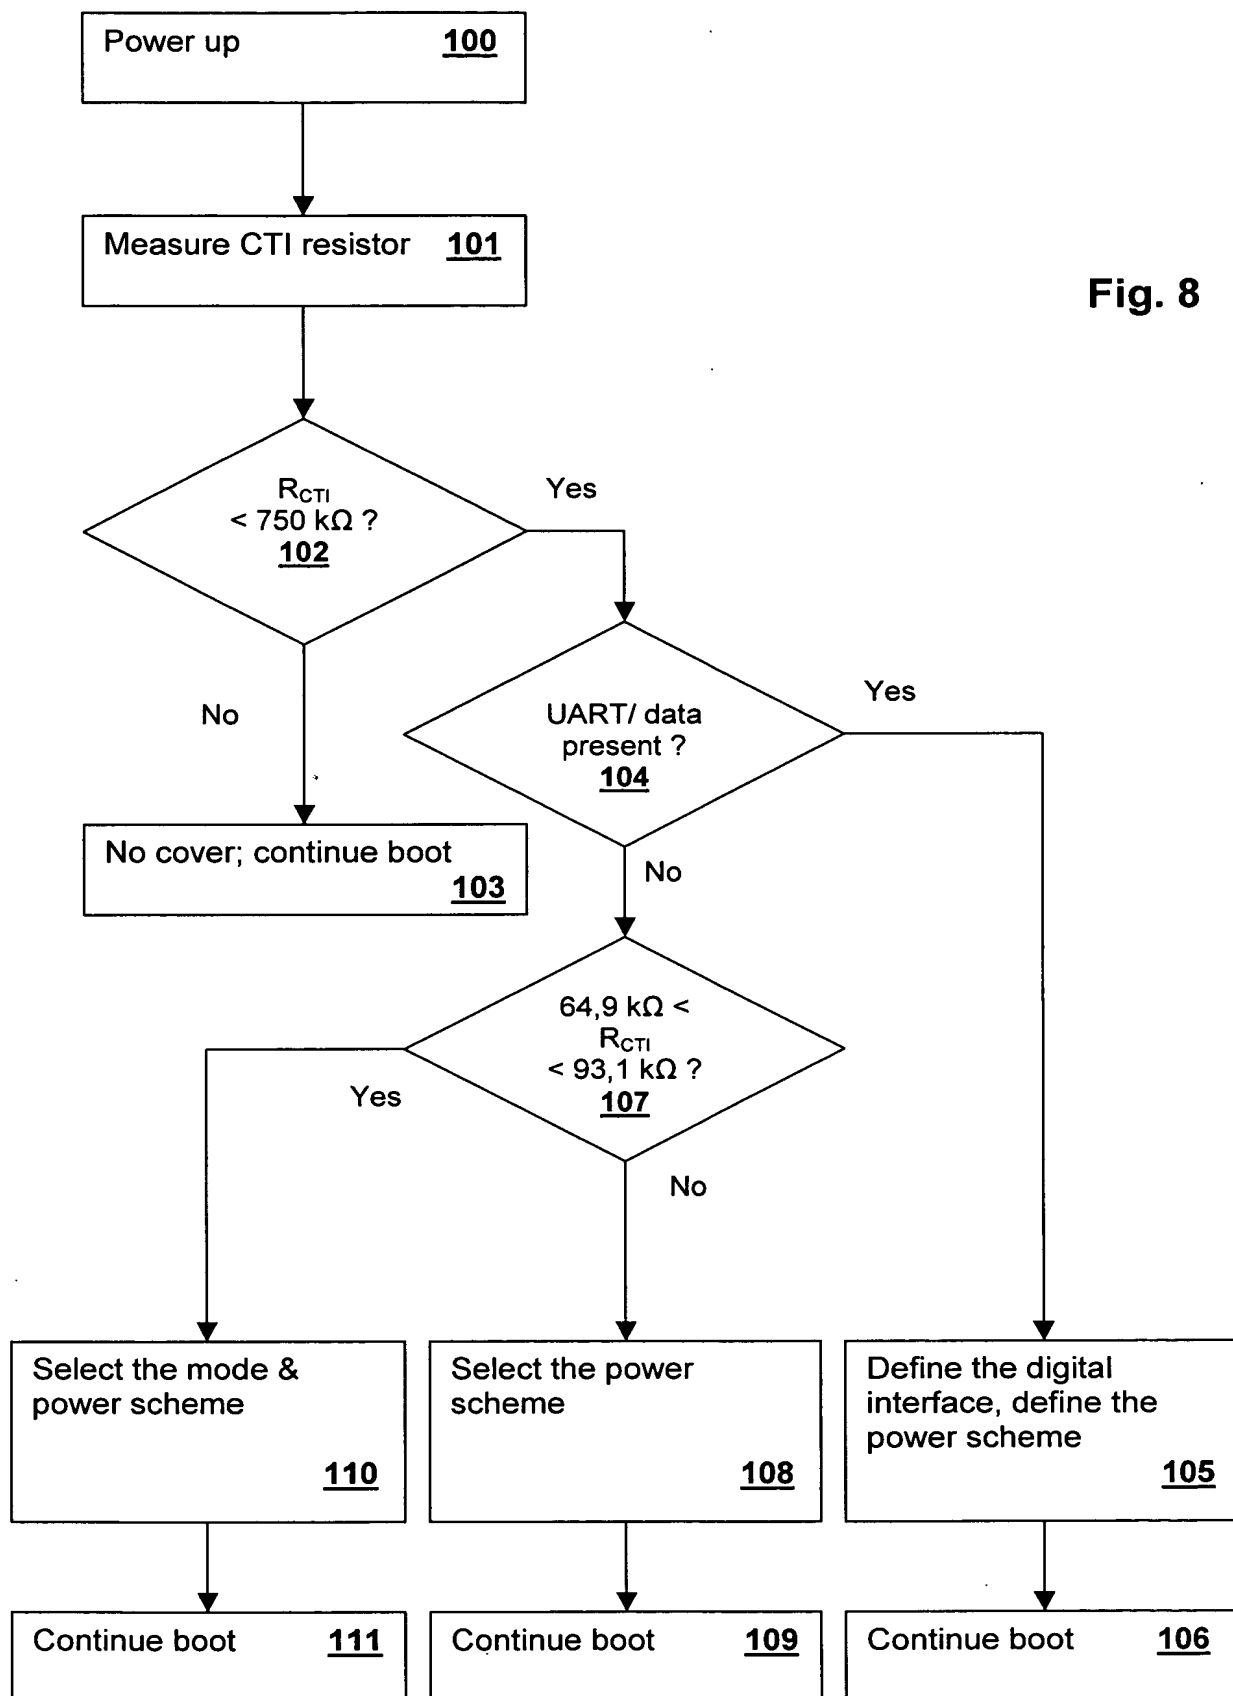 Power up 100
Measure CTI resistor 101
Fig. 8
RCTI
< 750 kΩ ?
102
Yes
No
UART/ data
present ?
104
Yes
No cover; continue boot
103
No
64,9 kΩ <
RCTI
< 93,1 kΩ ?
107
Yes
No
Select the mode &
power scheme
110
Select the power
scheme
108
Define the digital
interface, define the
power scheme
105
Continue boot 111
Continue boot 109
Continue boot 106